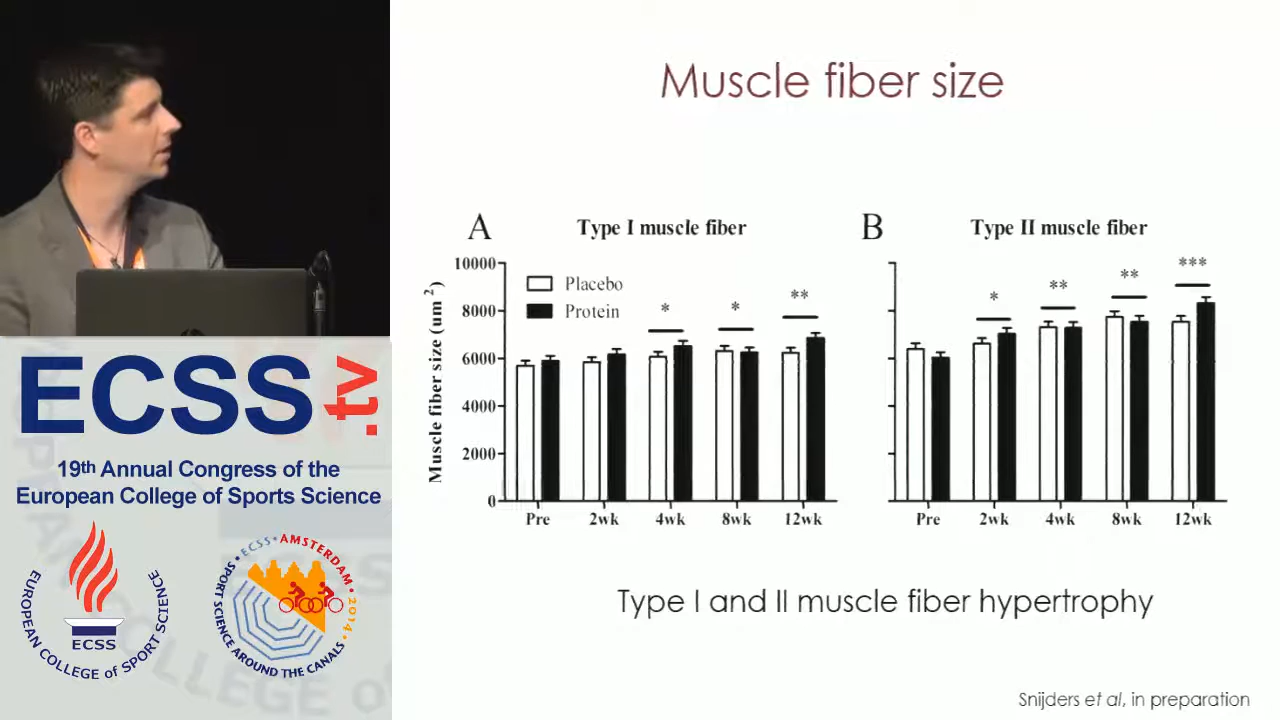 Muscle fiber size
A
Type I muscle fiber
B
Type II muscle fiber
Muscle fiber size (um 2)
10000
8000
6000
4000
2000
0
Placebo
Protein
*
*
**
*
**
**
***
Pre
2wk
4wk
8wk
12wk
Pre
2wk
4wk
8wk
12wk
Type I and II muscle fiber hypertrophy
Snijders et al, in preparation
ECSS.tv
19th Annual Congress of the
European College of Sports Science
EUROPEAN COLLEGE of SPORT SCIENCE
ECSS
•ECSS•AMSTERDAM 2014•
SPORT SCIENCE AROUND THE CANALS